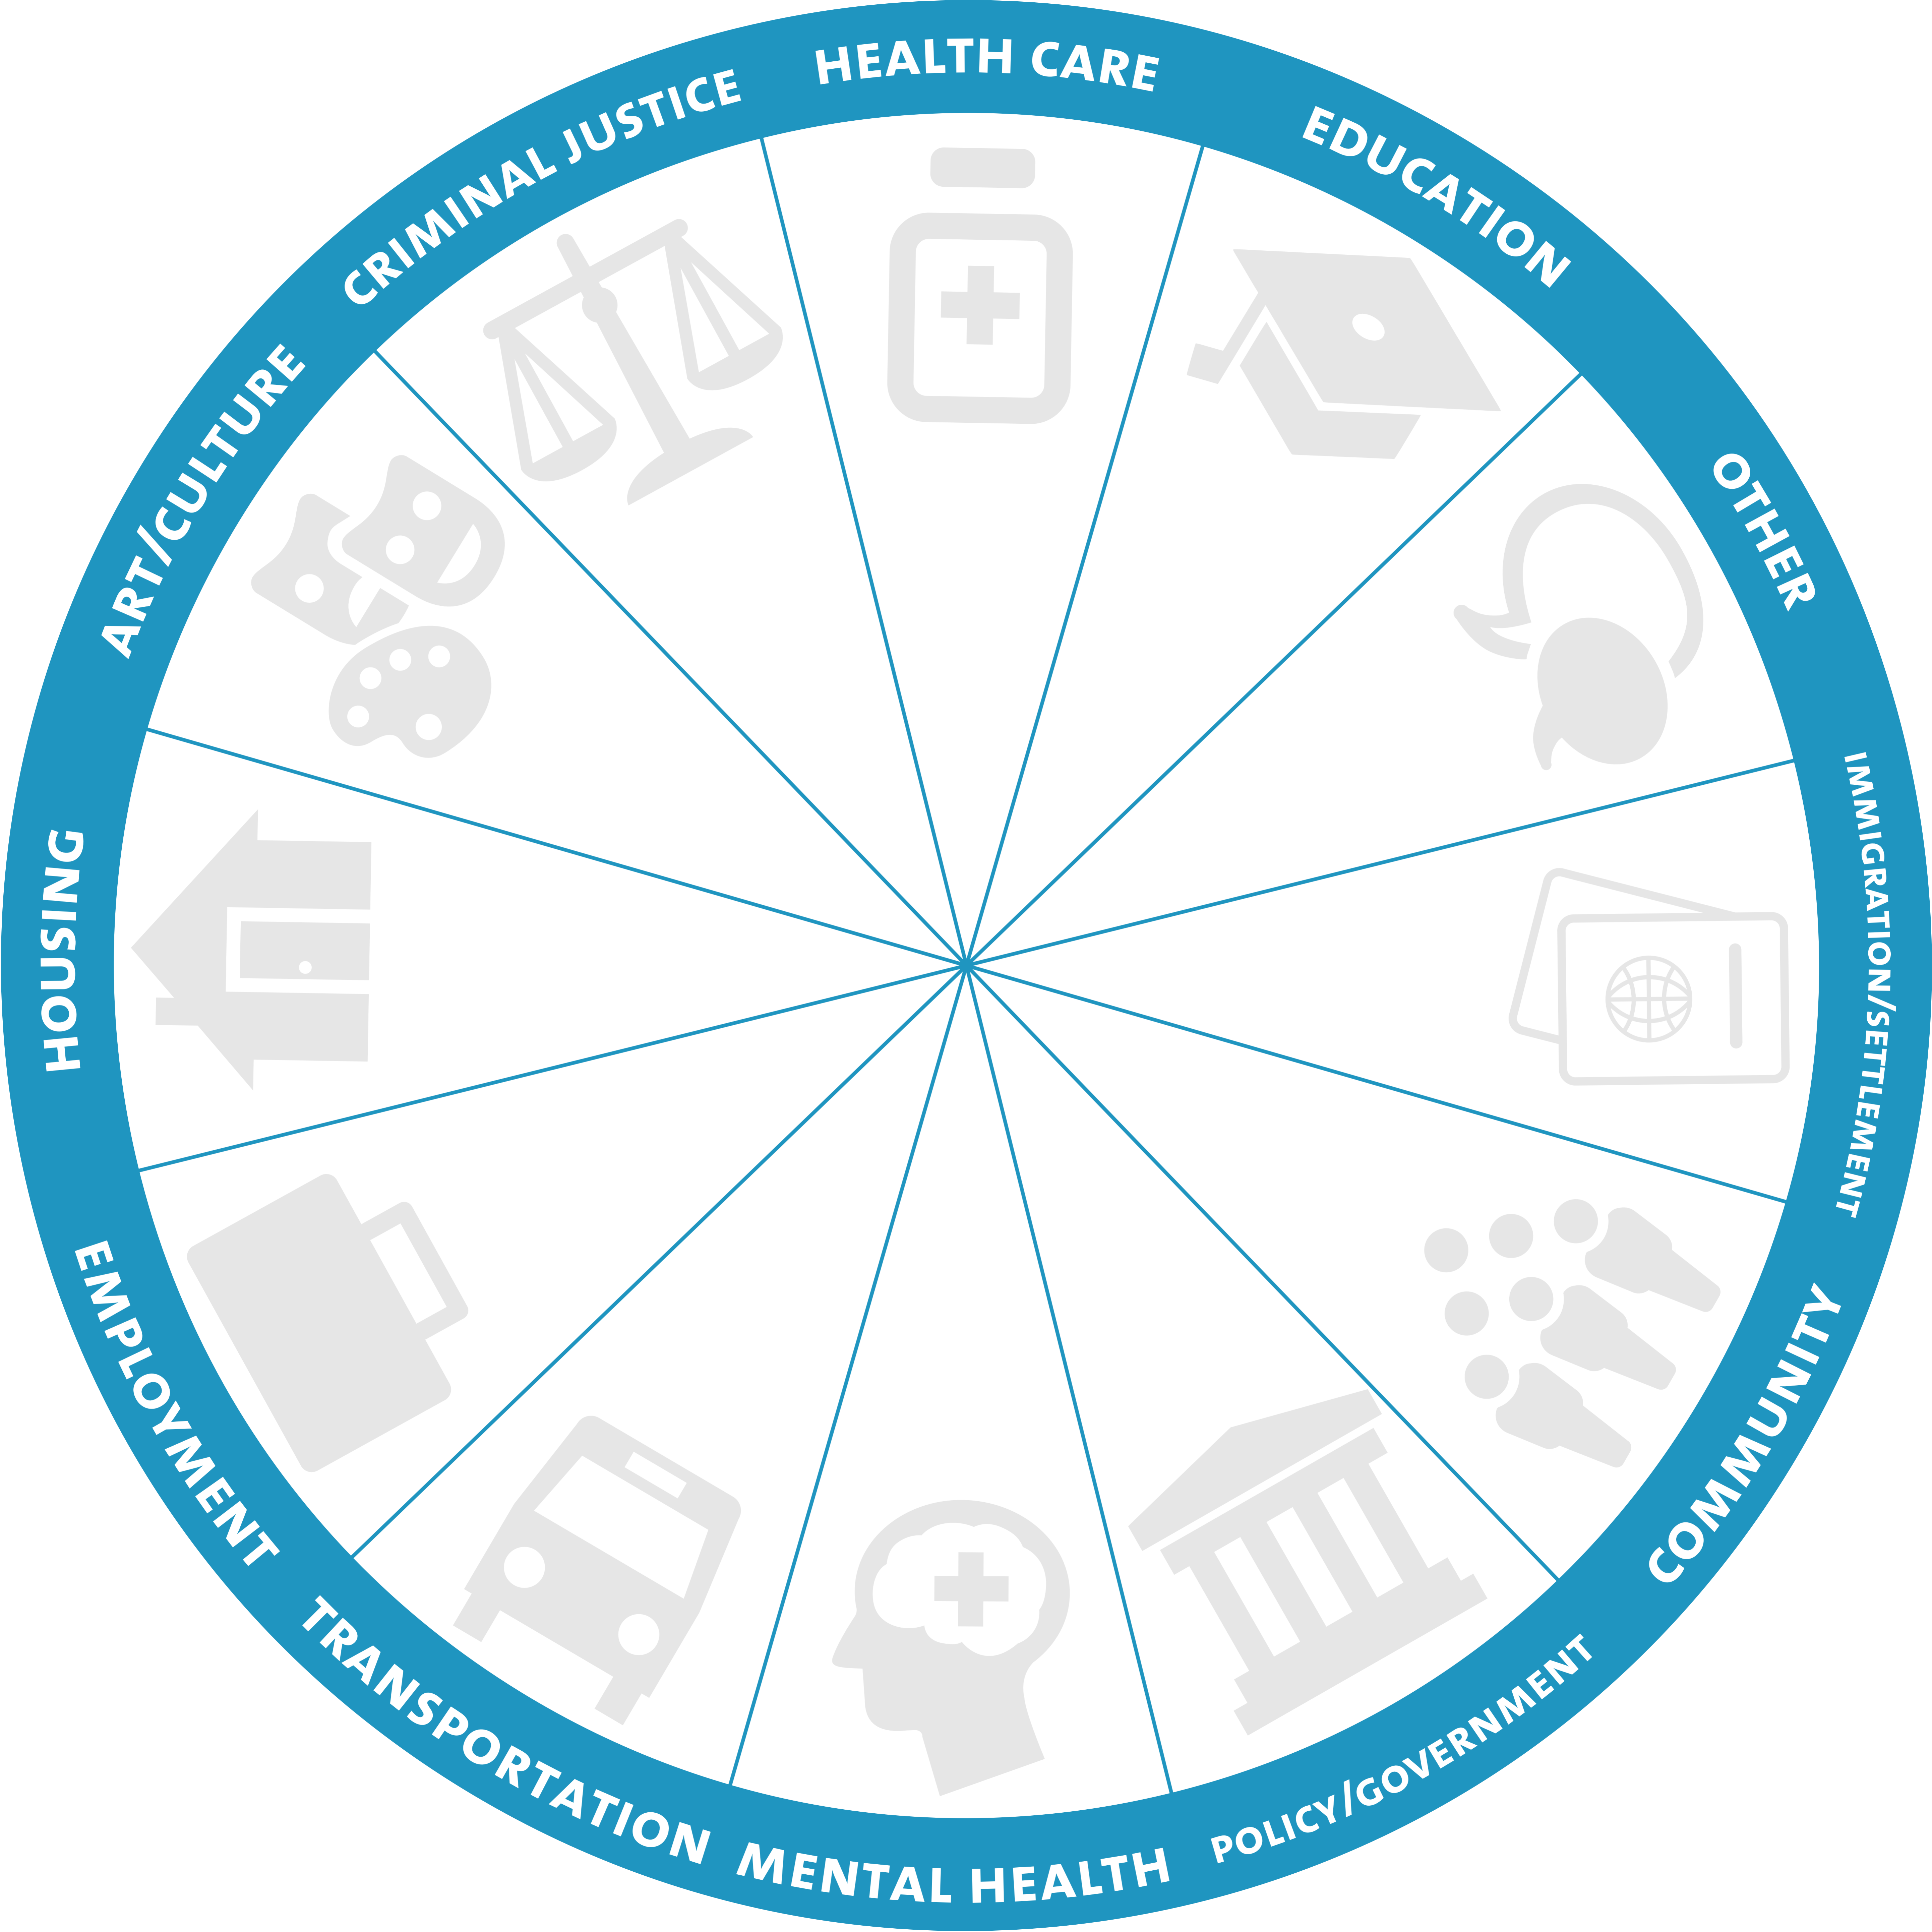 HEALTH CARE
EDUCATION
OTHER
IMMIGRATION/SETTLEMENT
COMMUNITY
POLICY/GOVERNMENT
MENTAL HEALTH
TRANSPORTATION
EMPLOYMENT
HOUSING
ART/CULTURE
CRIMINAL JUSTICE